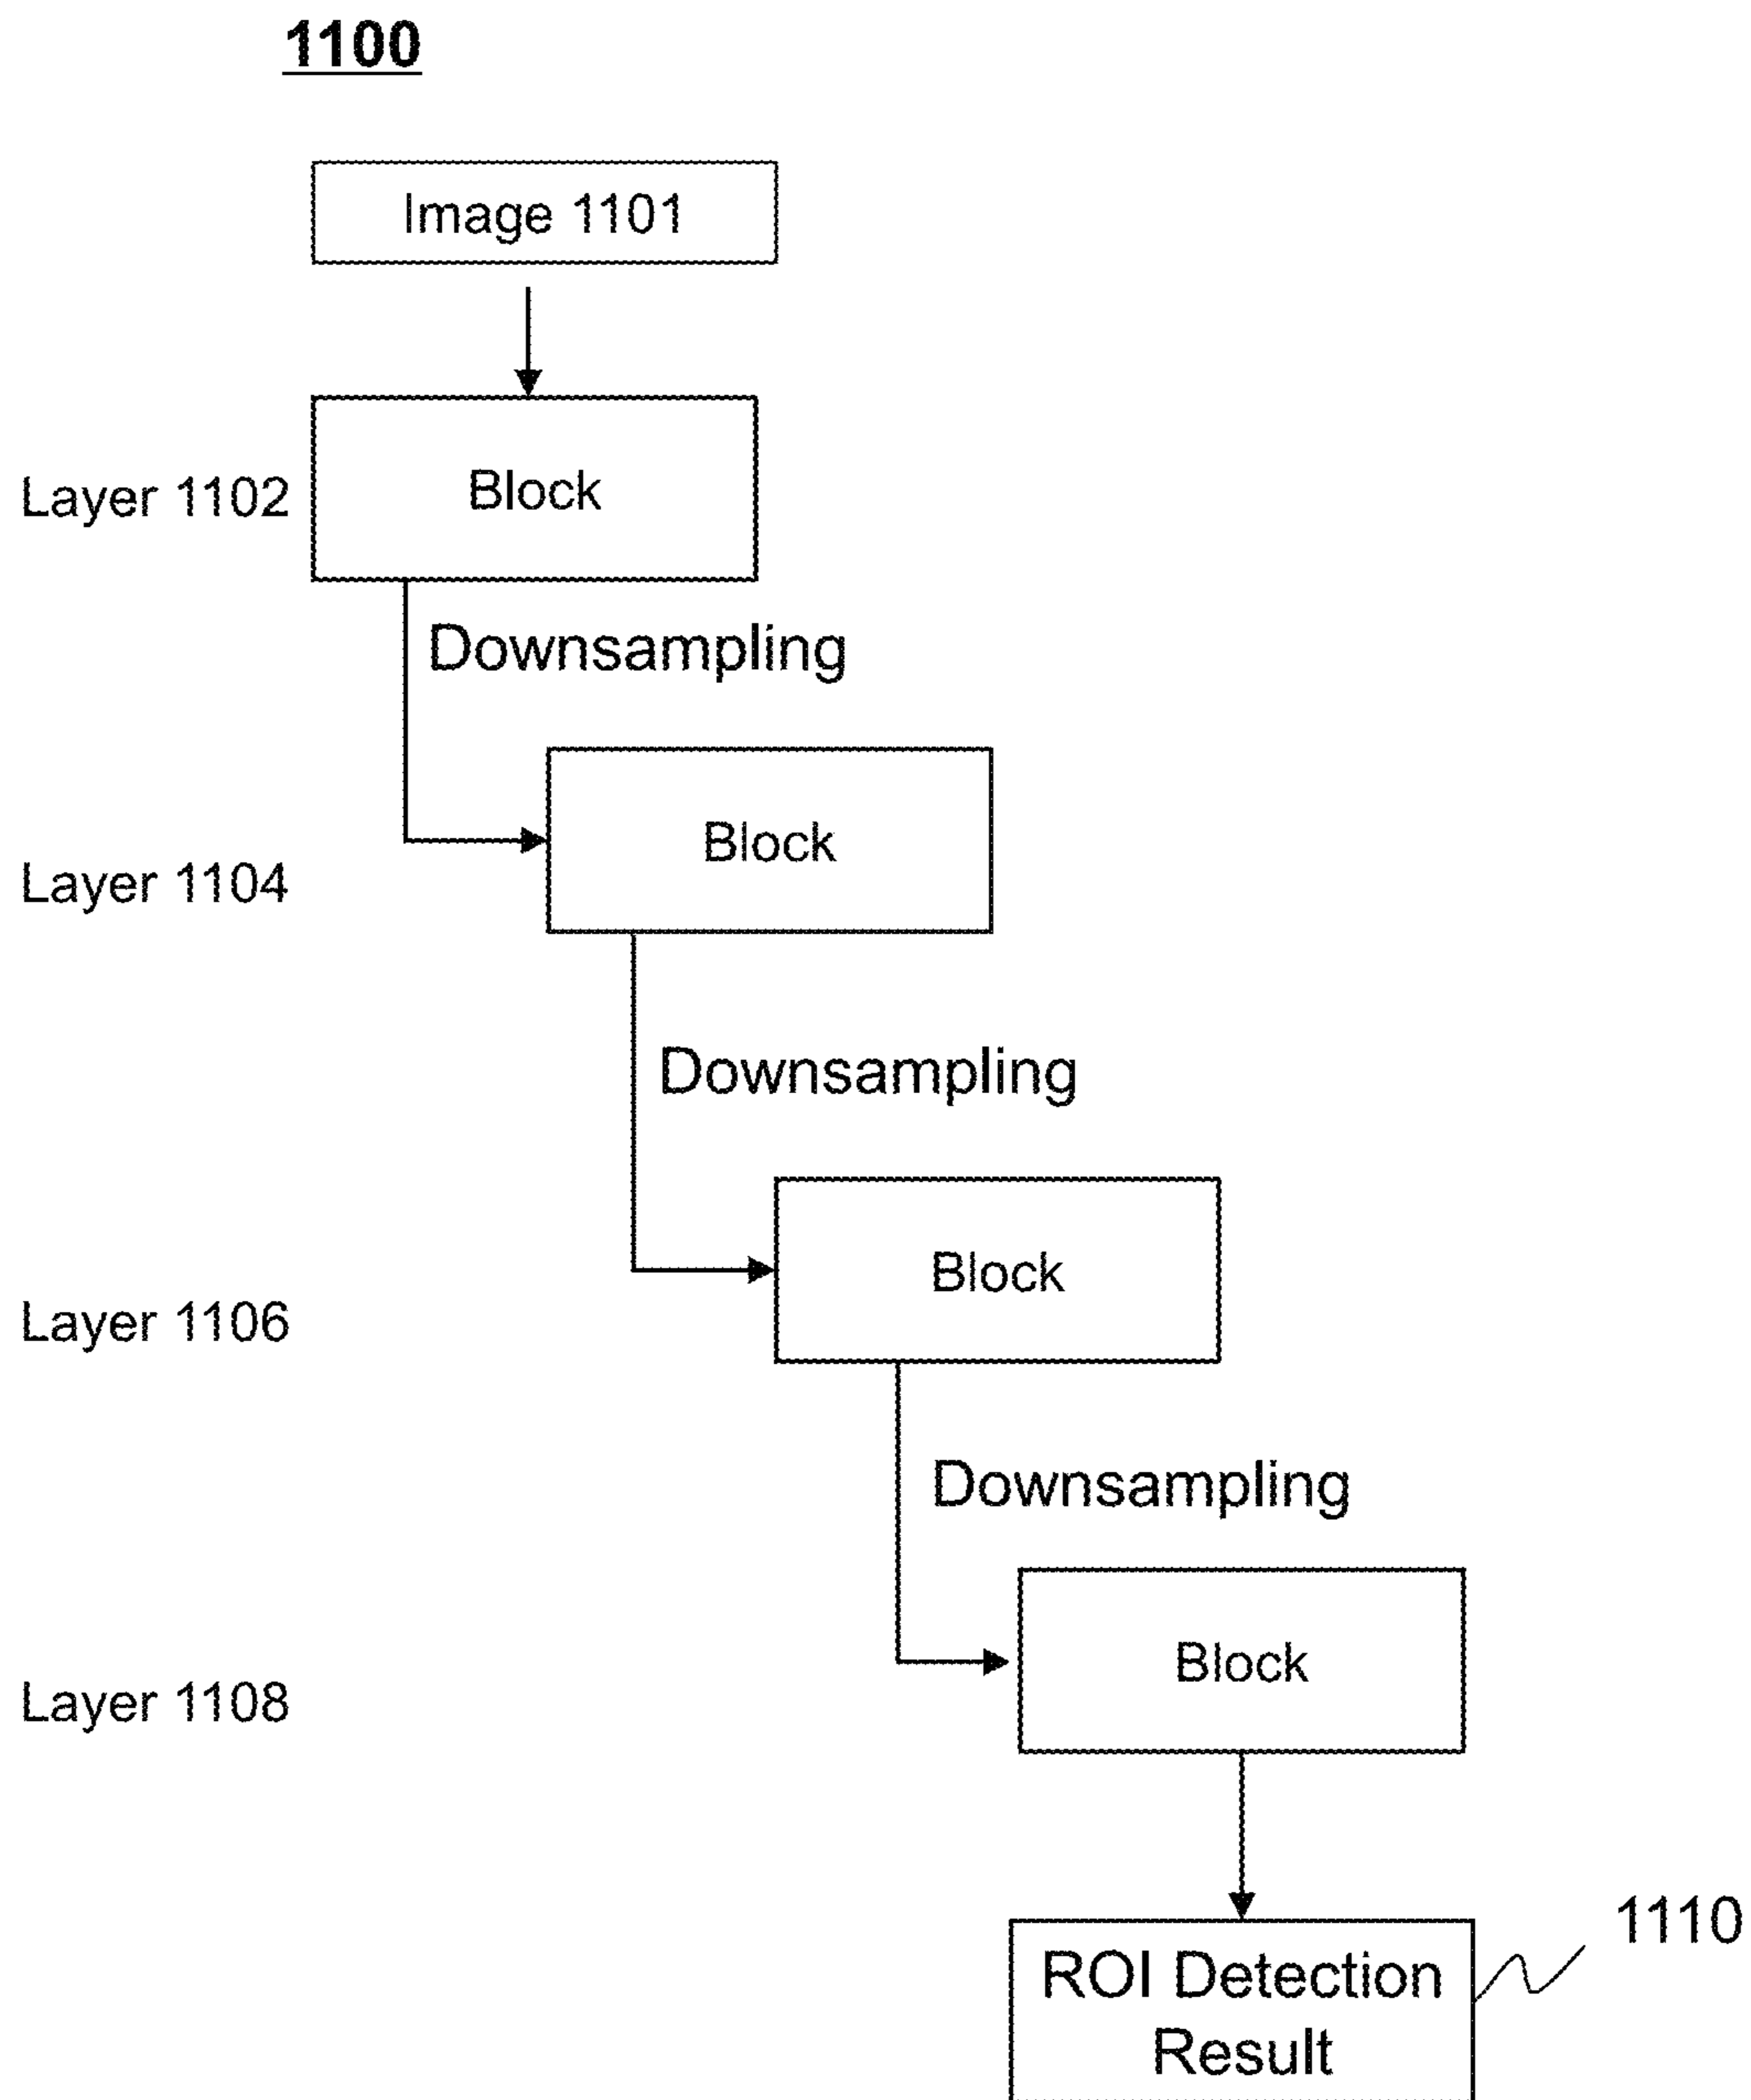 1100
Image 1101
Layer 1102
Block
Downsampling
Layer 1104
Block
Downsampling
Layer 1106
Block
Downsampling
Layer 1108
Block
1110
ROI Detection
Result